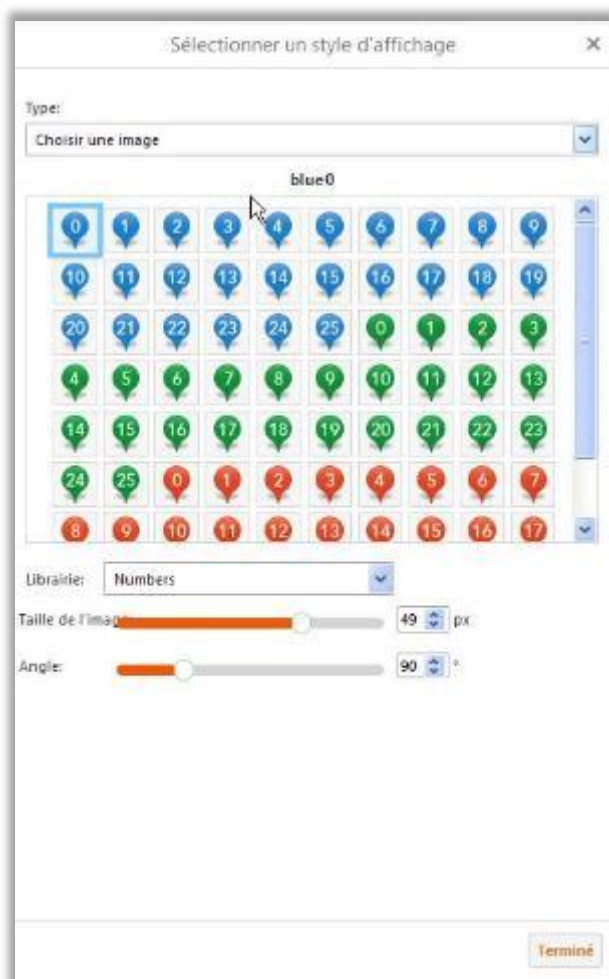 Sélectionner un style d'affichage ×
Type:
Choisir une image
blue0
0 1 2 3 4 5 6 7 8 9
10 11 12 13 14 15 16 17 18 19
20 21 22 23 24 25 0 1 2 3
4 5 6 7 8 9 10 11 12 13
14 15 16 17 18 19 20 21 22 23
24 25 0 1 2 3 4 5 6 7
8 9 10 11 12 13 14 15 16 17
Librairie: Numbers
Taille de l'image 49 px
Angle: 90 °
Terminé